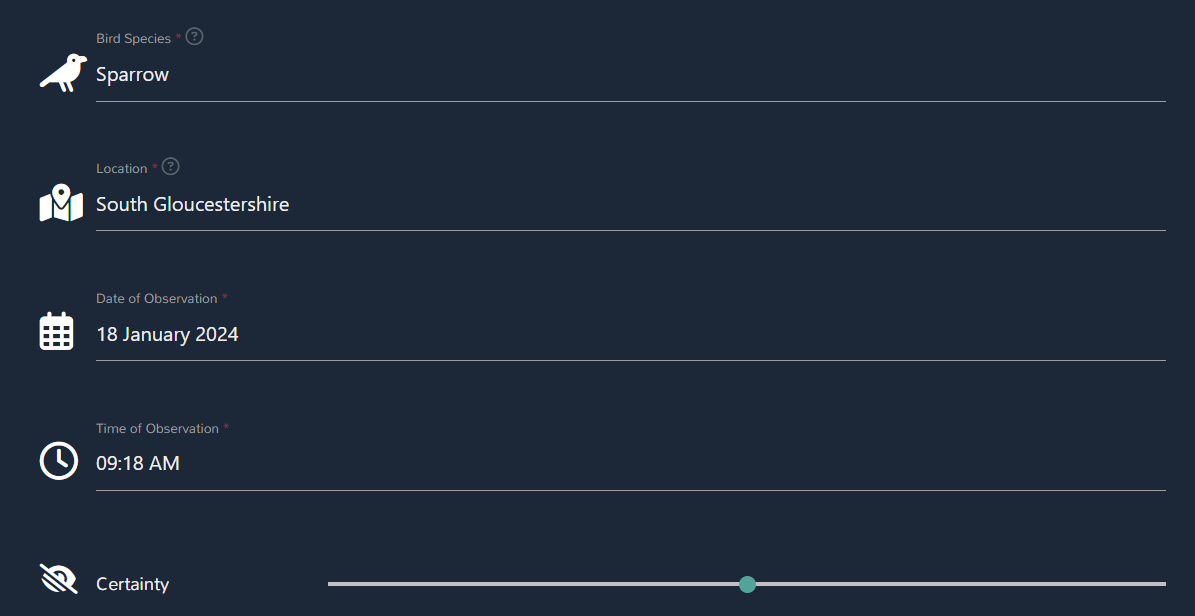 Bird Species * ?
Sparrow
Location * ?
South Gloucestershire
Date of Observation *
18 January 2024
Time of Observation *
09:18 AM
Certainty